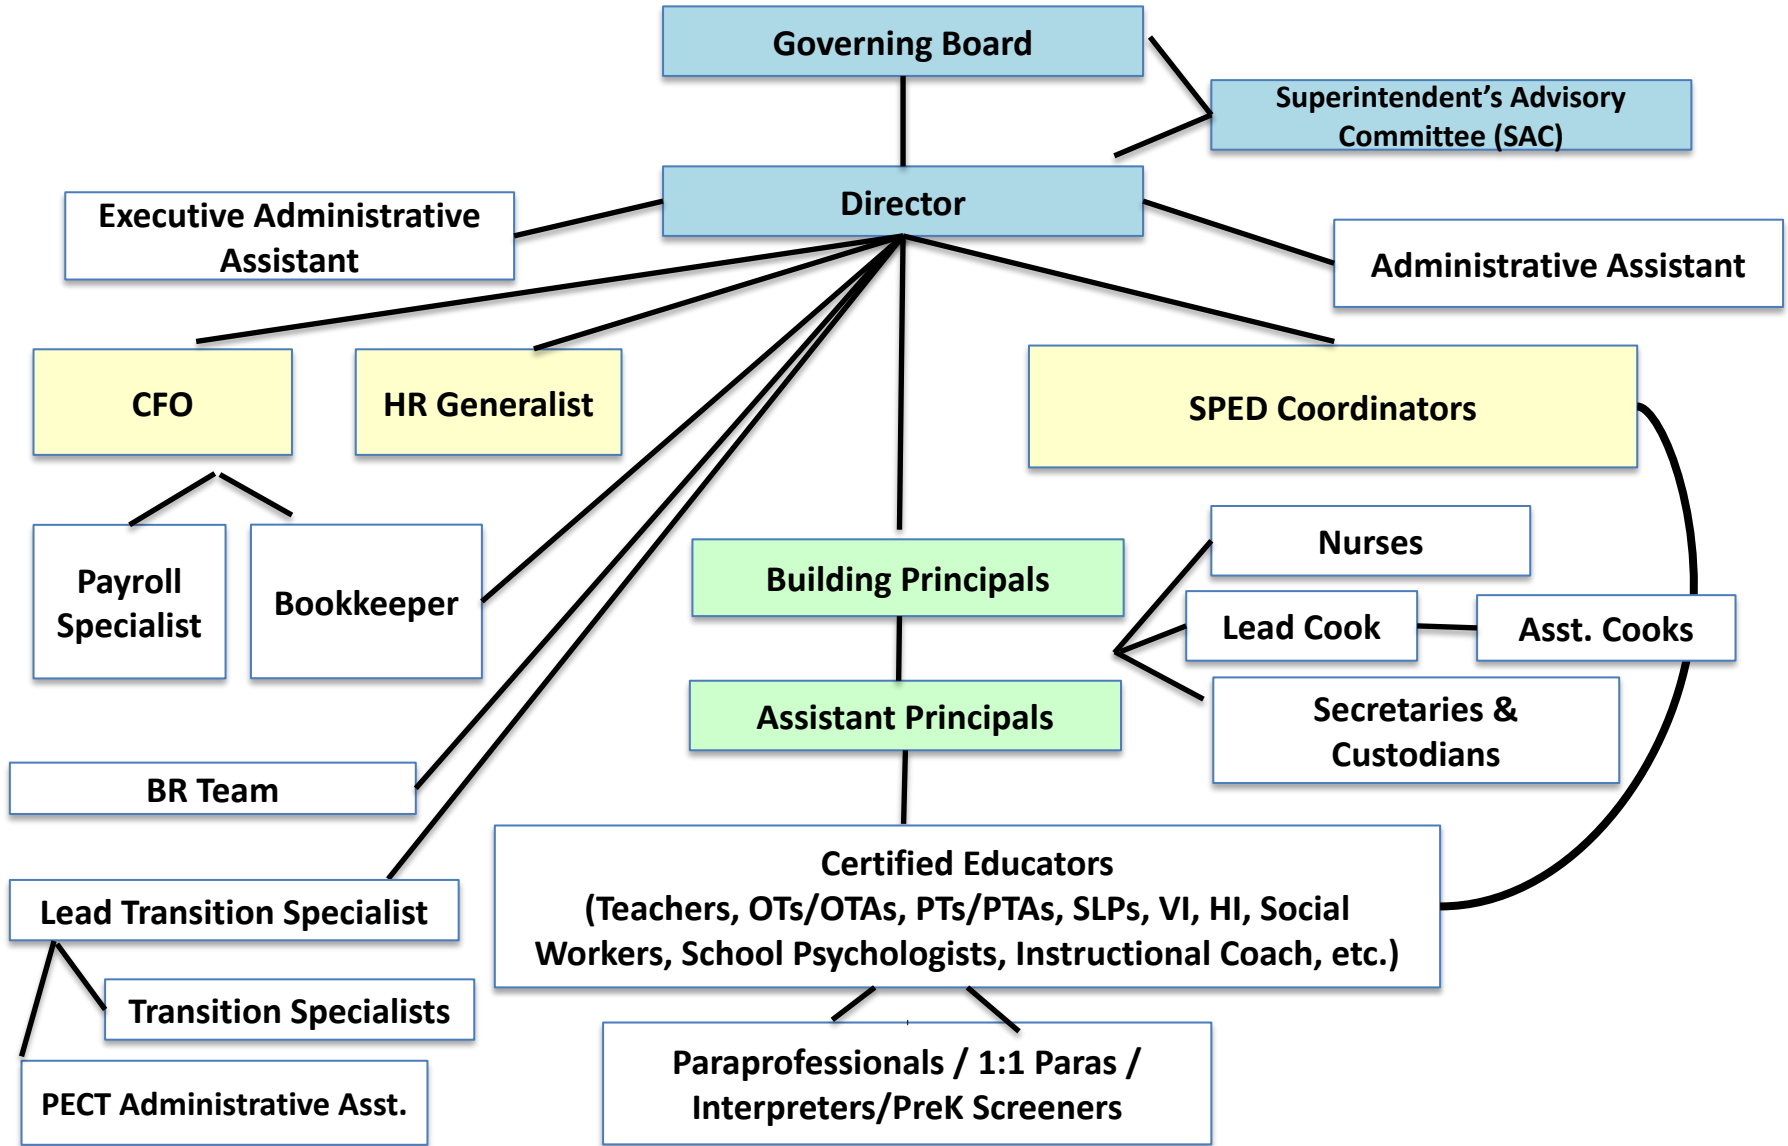 Governing Board
Superintendent’s Advisory
Committee (SAC)
Director
Executive Administrative
Assistant
Administrative Assistant
CFO
HR Generalist
SPED Coordinators
Payroll
Specialist
Bookkeeper
Building Principals
Nurses
Lead Cook
Asst. Cooks
Assistant Principals
Secretaries &
Custodians
BR Team
Certified Educators
(Teachers, OTs/OTAs, PTs/PTAs, SLPs, VI, HI, Social
Workers, School Psychologists, Instructional Coach, etc.)
Lead Transition Specialist
Transition Specialists
PECT Administrative Asst.
Paraprofessionals / 1:1 Paras /
Interpreters/PreK Screeners